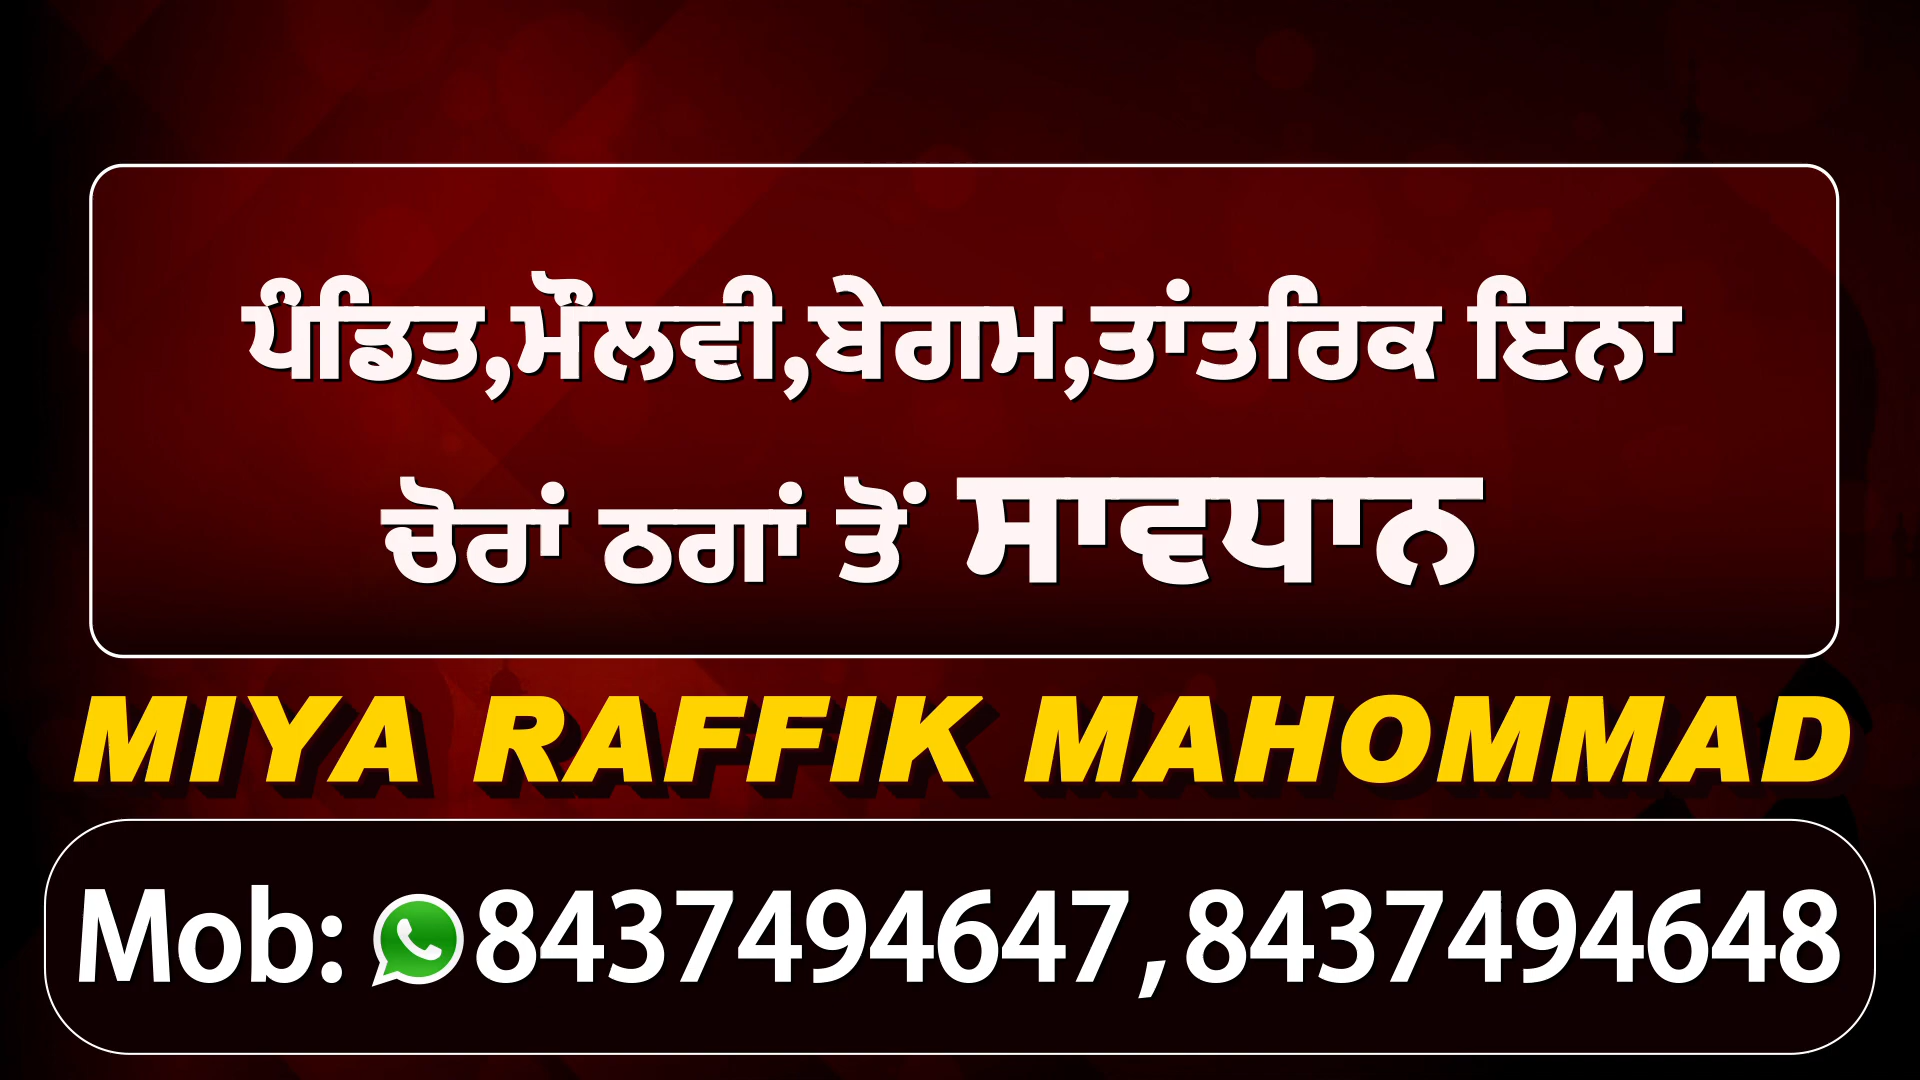 ਪੰਡਿਤ,ਮੌਲਵੀ,ਬੇਗਮ,ਤਾਂਤਰਿਕ ਇਨਾ
ਚੋਰਾਂ ਠਗਾਂ ਤੋਂ ਸਾਵਧਾਨ
MIYA RAFFIK MAHOMMAD
Mob: 8437494647, 8437494648